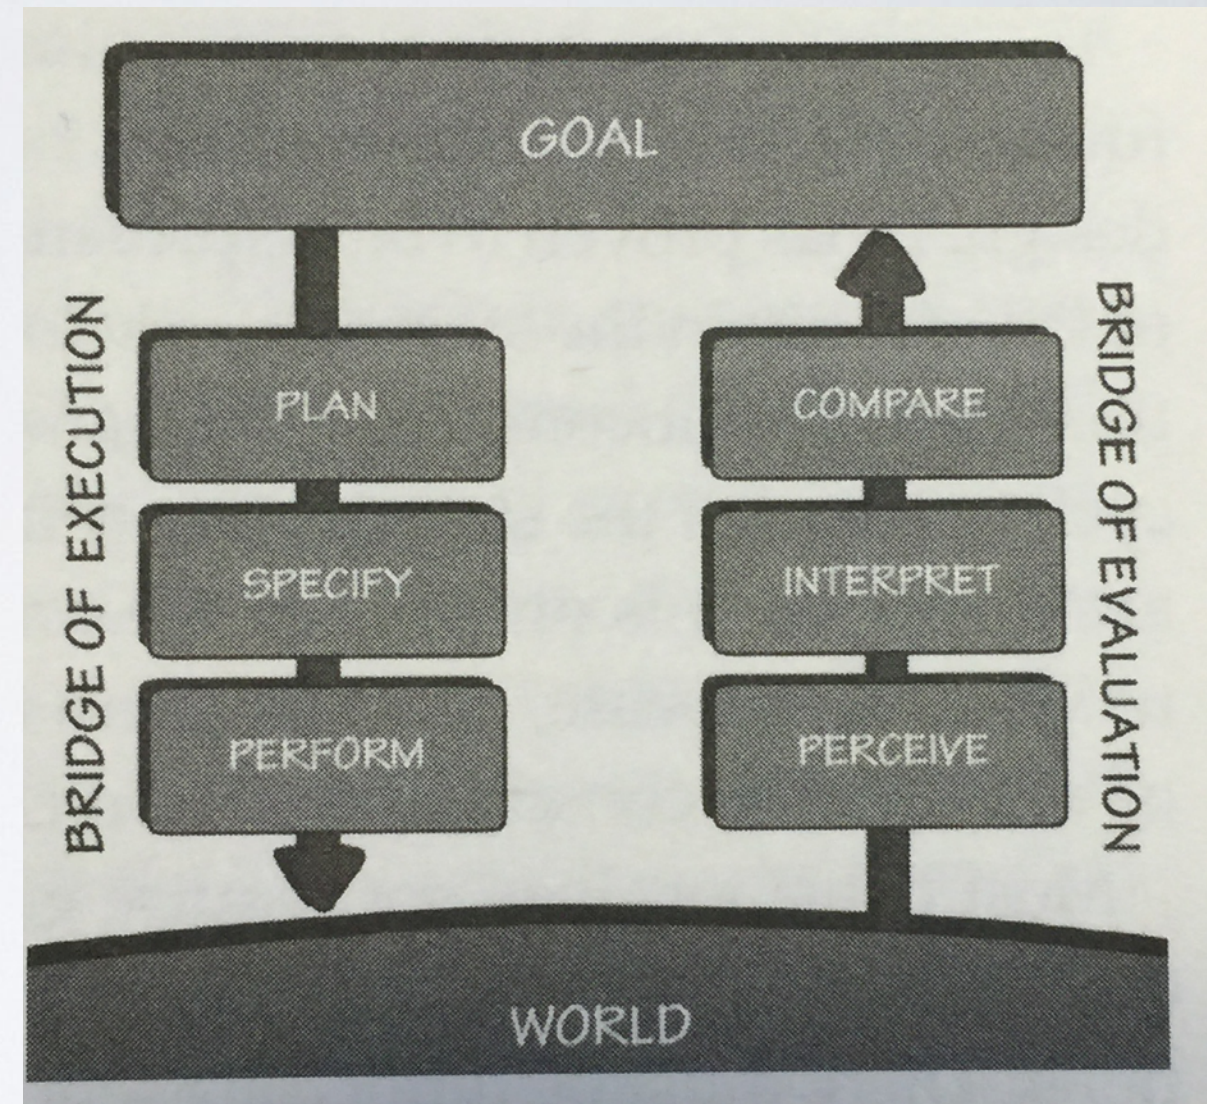 GOAL
BRIDGE OF EXECUTION
PLAN
SPECIFY
PERFORM
COMPARE
INTERPRET
PERCEIVE
BRIDGE OF EVALUATION
WORLD